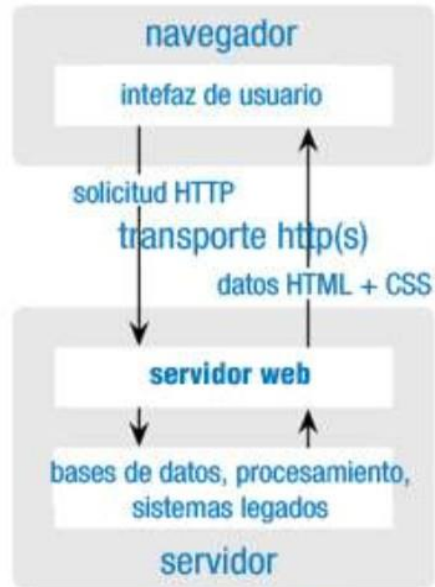 navegador
intefaz de usuario
solicitud HTTP
transporte http(s)
datos HTML + CSS
servidor web
bases de datos, procesamiento,
sistemas legados
servidor